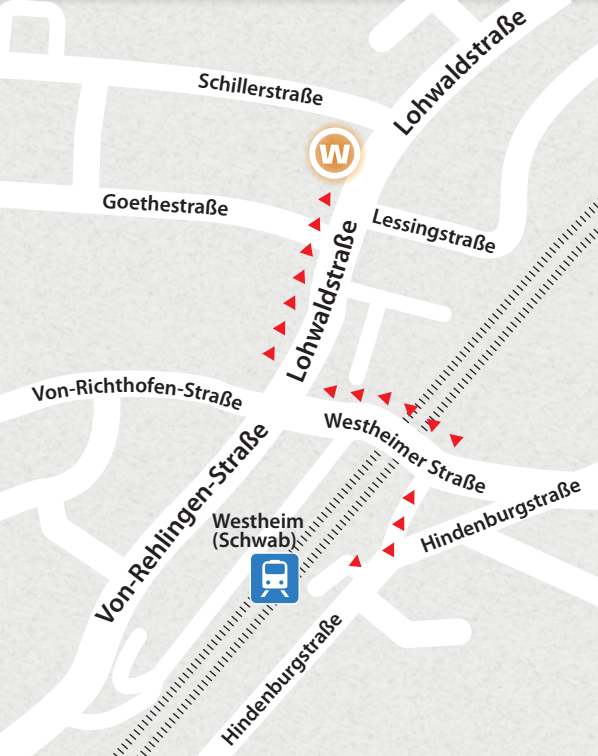 Lohwaldstraße
Schillerstraße
W
Goethestraße
Lessingstraße
Lohwaldstraße
Von-Richthofen-Straße
Westheimer Straße
Von-Rehlingen-Straße
Westheim
(Schwab)
Hindenburgstraße
Hindenburgstraße